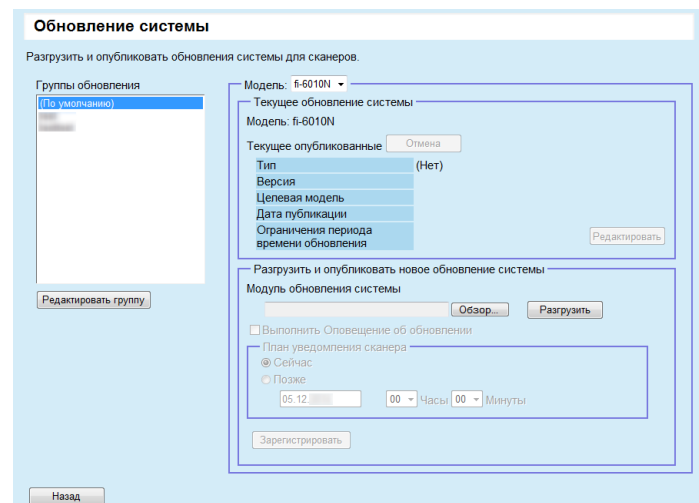 Обновление системы
Разгрузить и опубликовать обновления системы для сканеров.
Группы обновления
(По умолчанию)
Редактировать группу
Модель: fi-6010N
Текущее обновление системы
Модель: fi-6010N
Текущее опубликованные Отмена
Тип (Нет)
Версия
Целевая модель
Дата публикации
Ограничения периода
времени обновления
Редактировать
Разгрузить и опубликовать новое обновление системы
Модуль обновления системы
Обзор... Разгрузить
Выполнить Оповещение об обновлении
План уведомления сканера
Сейчас
Позже
05.12. 00 Часы 00 Минуты
Зарегистрировать
Назад